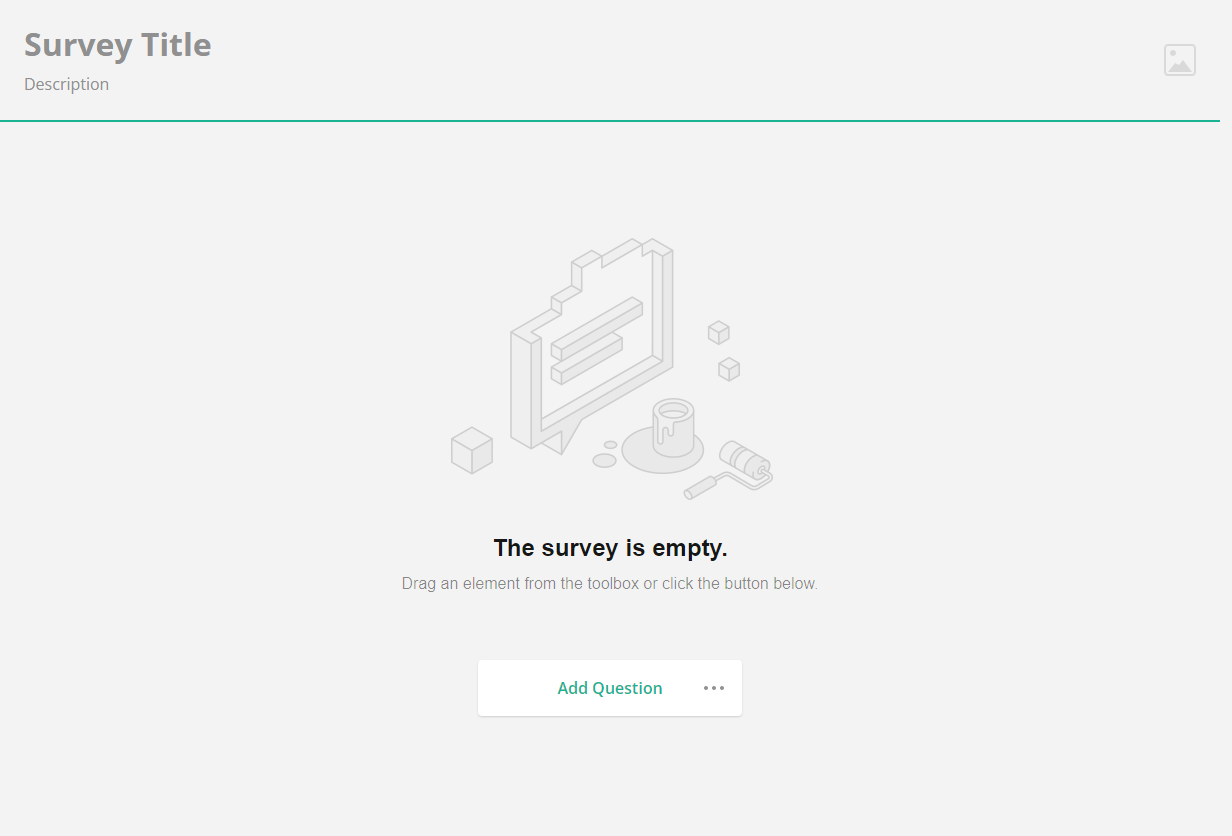 Survey Title
Description
The survey is empty.
Drag an element from the toolbox or click the button below.
Add Question